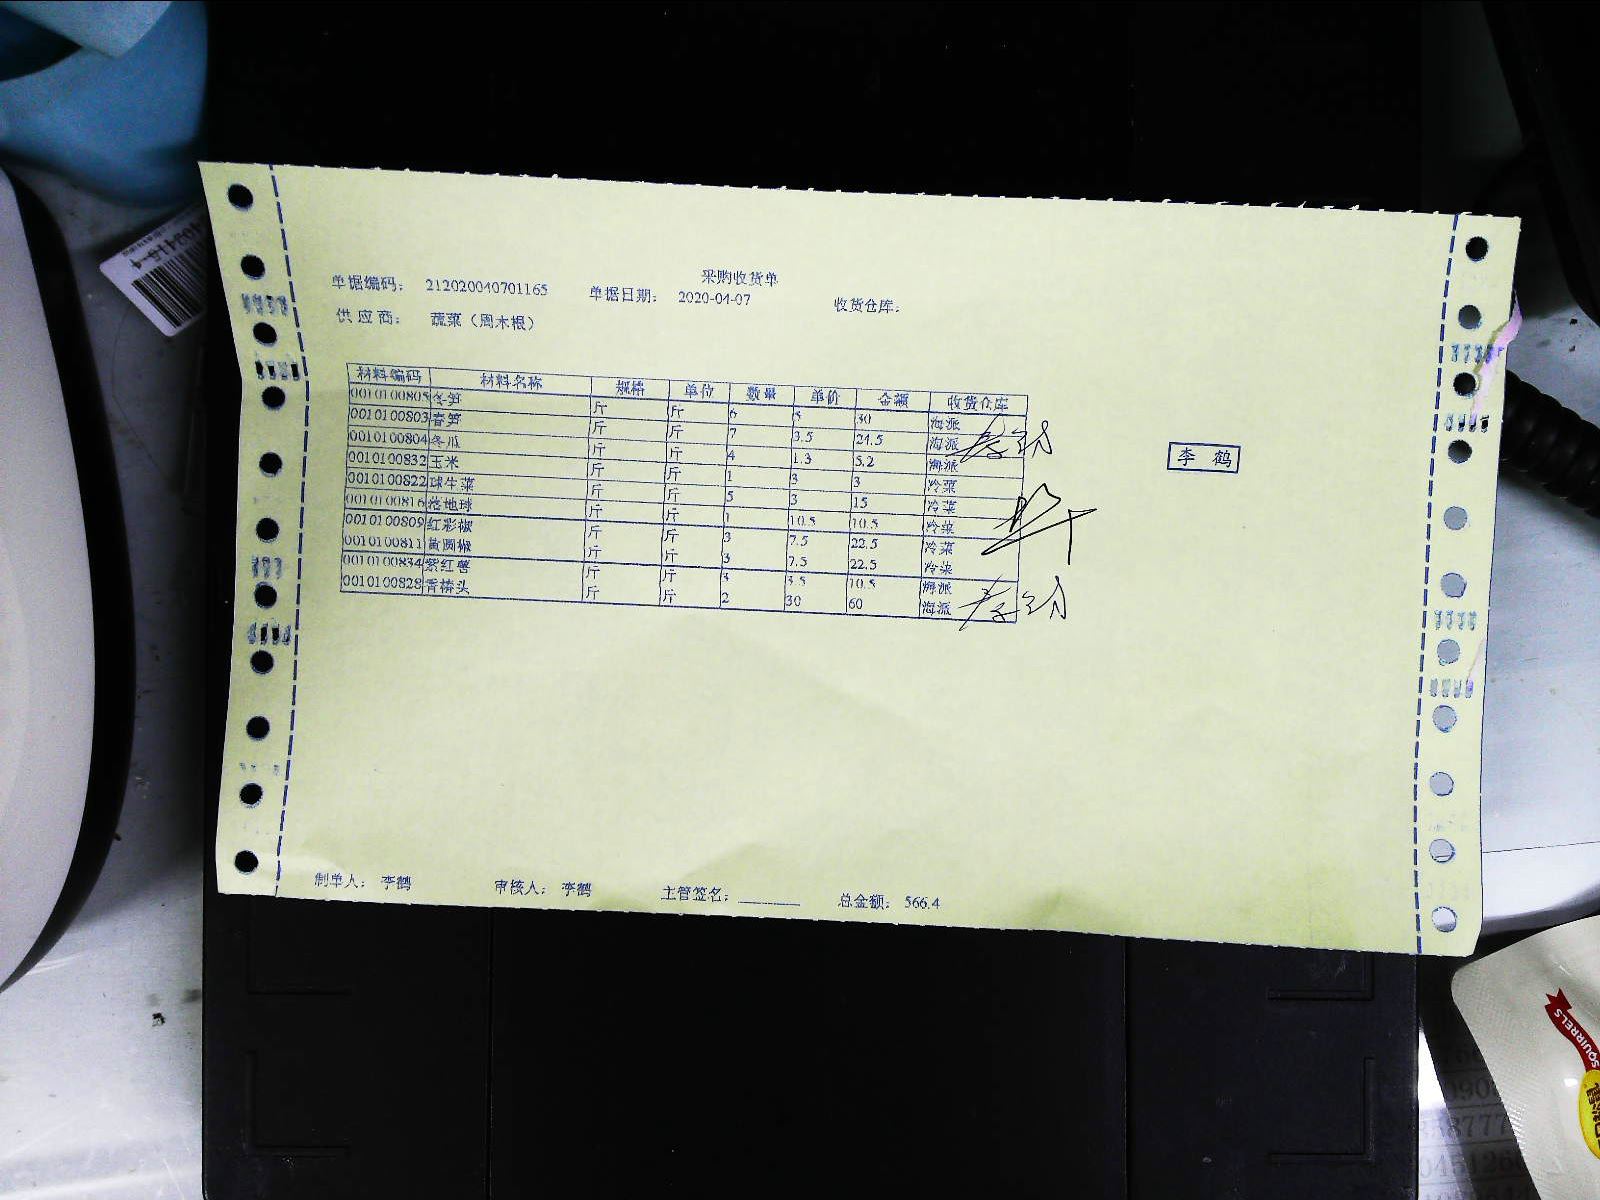 采购收货单
单据编码： 212020040701165 单据日期： 2020-04-07 收货仓库：
供 应 商： 蔬菜（周木根）
材料编码 材料名称 规格 单位 数量 单价 金额 收货仓库
0010100805 冬笋 斤 斤 6 5 30 海派
0010100803 春笋 斤 斤 7 3.5 24.5 海派
0010100804 冬瓜 斤 斤 4 1.3 5.2 海派
0010100832 玉米 斤 斤 1 3 3 冷菜
0010100822 球生菜 斤 斤 5 3 15 冷菜
0010100816 卷地球 斤 斤 1 10.5 10.5 冷菜
0010100809 红彩椒 斤 斤 3 7.5 22.5 冷菜
0010100811 黄圆椒 斤 斤 3 7.5 22.5 冷菜
0010100834 紫红薯 斤 斤 3 3.5 10.5 海派
0010100828 香椿头 斤 斤 2 30 60 海派
李 鹤
制单人： 李鹤 审核人： 李鹤 主管签名： 总金额： 566.4
SQUIRRELS